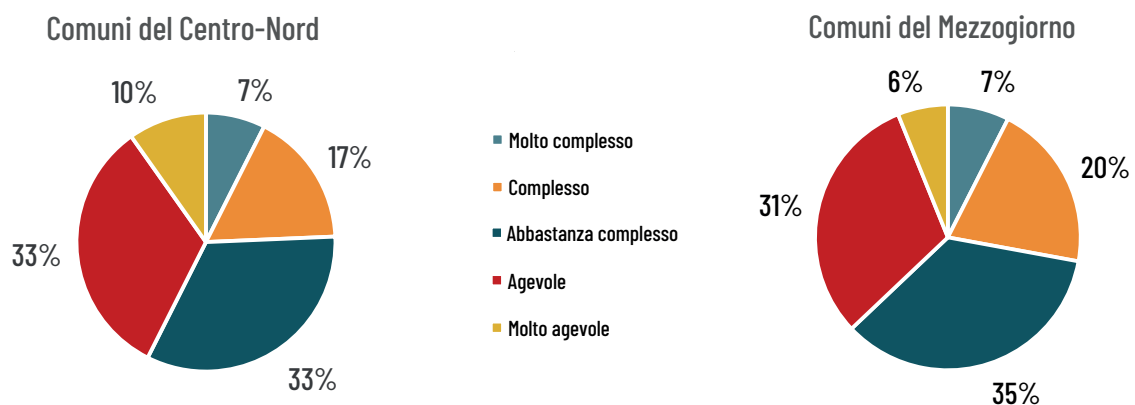 Comuni del Centro-Nord
10%
7%
17%
33%
33%
Molto complesso
Complesso
Abbastanza complesso
Agevole
Molto agevole
Comuni del Mezzogiorno
6%
7%
20%
31%
35%